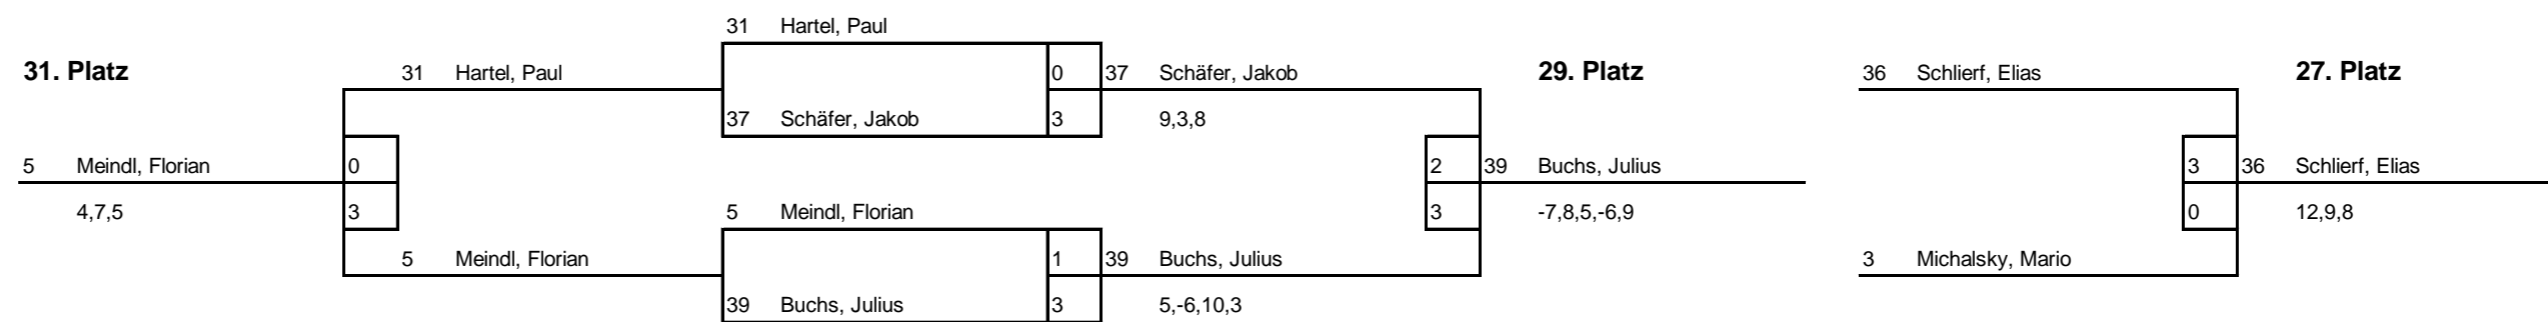 31 Hartel, Paul
31. Platz 31 Hartel, Paul 0 37 Schäfer, Jakob 29. Platz 36 Schlierf, Elias 27. Platz
37 Schäfer, Jakob 3 9,3,8
5 Meindl, Florian 0 2 39 Buchs, Julius 3 36 Schlierf, Elias
4,7,5 3 5 Meindl, Florian 3 -7,8,5,-6,9 0 12,9,8
5 Meindl, Florian 1 39 Buchs, Julius 3 Michalsky, Mario
39 Buchs, Julius 3 5,-6,10,3